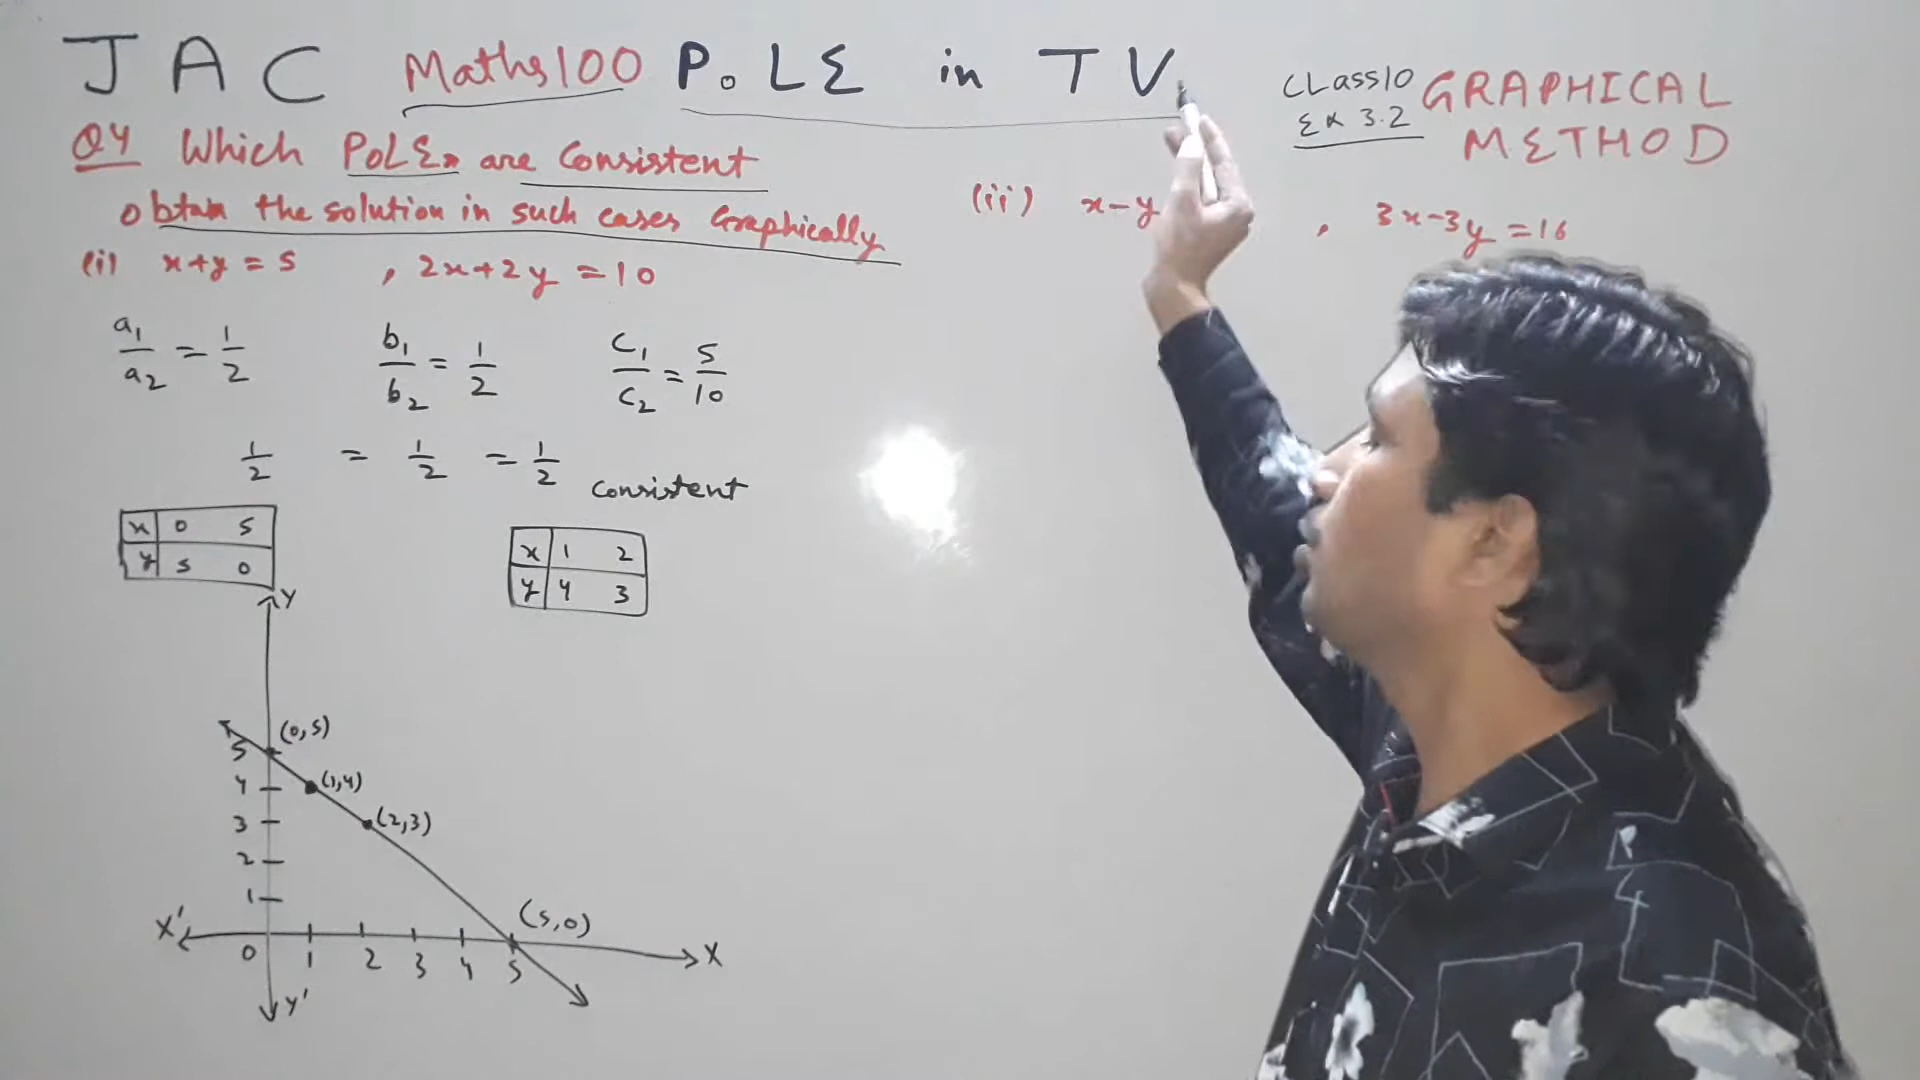 JAC Maths100 P.LE in TV
CLass10
Ex 3.2
GRAPHICAL
METHOD
Q4 Which PoLEs are Consistent
Obtain the solution in such cases Graphically
(i) x+y=5 , 2x+2y=10
(ii) x-y , 3x-3y=16
a₁/a₂ = 1/2 b₁/b₂ = 1/2 c₁/c₂ = 5/10
1/2 = 1/2 = 1/2 consistent
x 0 5
y 5 0
x 1 2
y 4 3
Y
(0,5)
5
4 (1,4)
3 (2,3)
2
1
(5,0)
X' 0 1 2 3 4 5 X
Y'